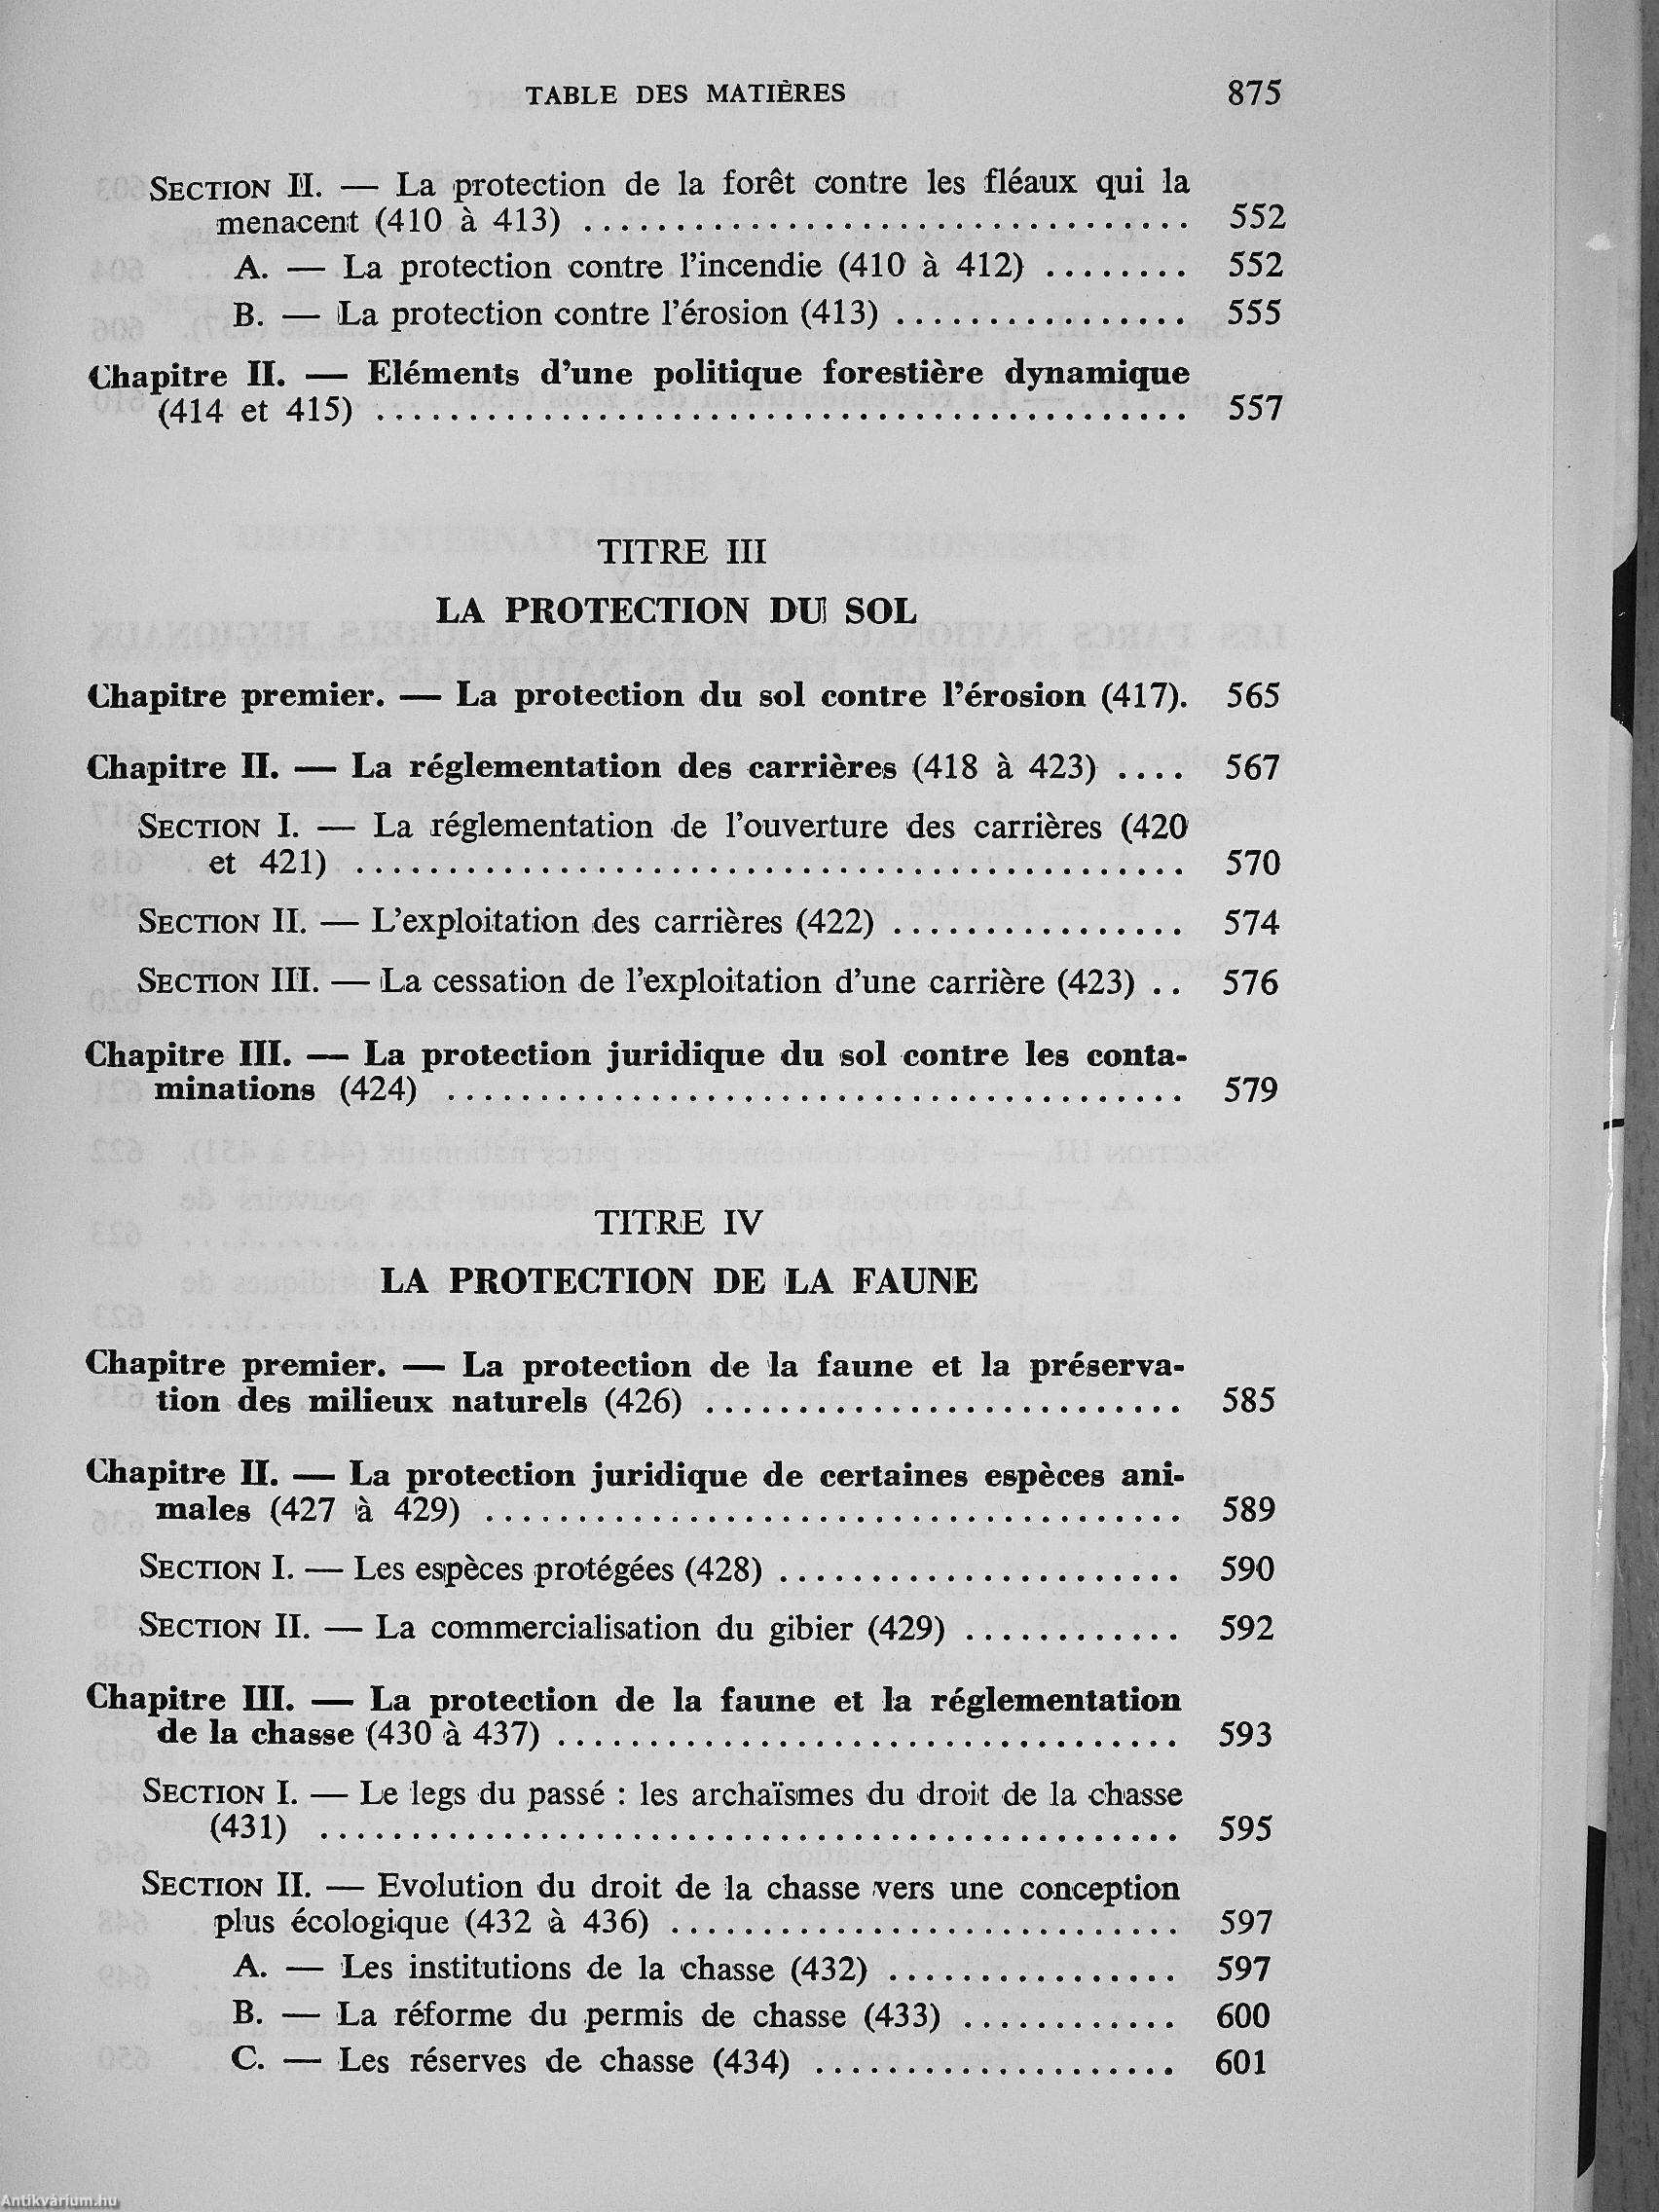 TABLE DES MATIÈRES 875
SECTION II. — La protection de la forêt contre les fléaux qui la
menacent (410 à 413) ................................ 552
A. — La protection contre l'incendie (410 à 412) ........ 552
B. — La protection contre l'érosion (413) ................ 555
Chapitre II. — Eléments d'une politique forestière dynamique
(414 et 415) ............................................ 557
TITRE III
LA PROTECTION DU SOL
Chapitre premier. — La protection du sol contre l'érosion (417). 565
Chapitre II. — La réglementation des carrières (418 à 423) .... 567
SECTION I. — La réglementation de l'ouverture des carrières (420
et 421) ............................................. 570
SECTION II. — L'exploitation des carrières (422) ................ 574
SECTION III. — La cessation de l'exploitation d'une carrière (423) .. 576
Chapitre III. — La protection juridique du sol contre les conta-
minations (424) ........................................ 579
TITRE IV
LA PROTECTION DE LA FAUNE
Chapitre premier. — La protection de la faune et la préserva-
tion des milieux naturels (426) .......................... 585
Chapitre II. — La protection juridique de certaines espèces ani-
males (427 à 429) ...................................... 589
SECTION I. — Les espèces protégées (428) ...................... 590
SECTION II. — La commercialisation du gibier (429) ............ 592
Chapitre III. — La protection de la faune et la réglementation
de la chasse (430 à 437) .................................. 593
SECTION I. — Le legs du passé : les archaïsmes du droit de la chasse
(431) ............................................... 595
SECTION II. — Evolution du droit de la chasse vers une conception
plus écologique (432 à 436) ............................ 597
A. — Les institutions de la chasse (432) ................ 597
B. — La réforme du permis de chasse (433) ............ 600
C. — Les réserves de chasse (434) .................... 601
Antikvárium.hu